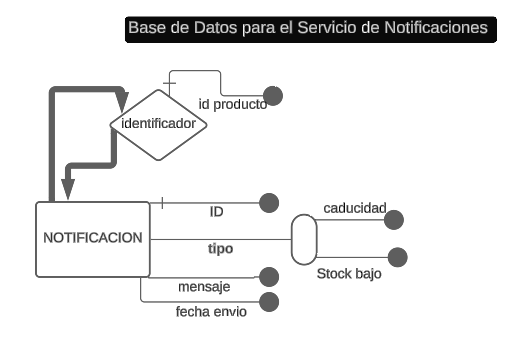 Base de Datos para el Servicio de Notificaciones
id producto
identificador
ID
caducidad
NOTIFICACION
tipo
Stock bajo
mensaje
fecha envio